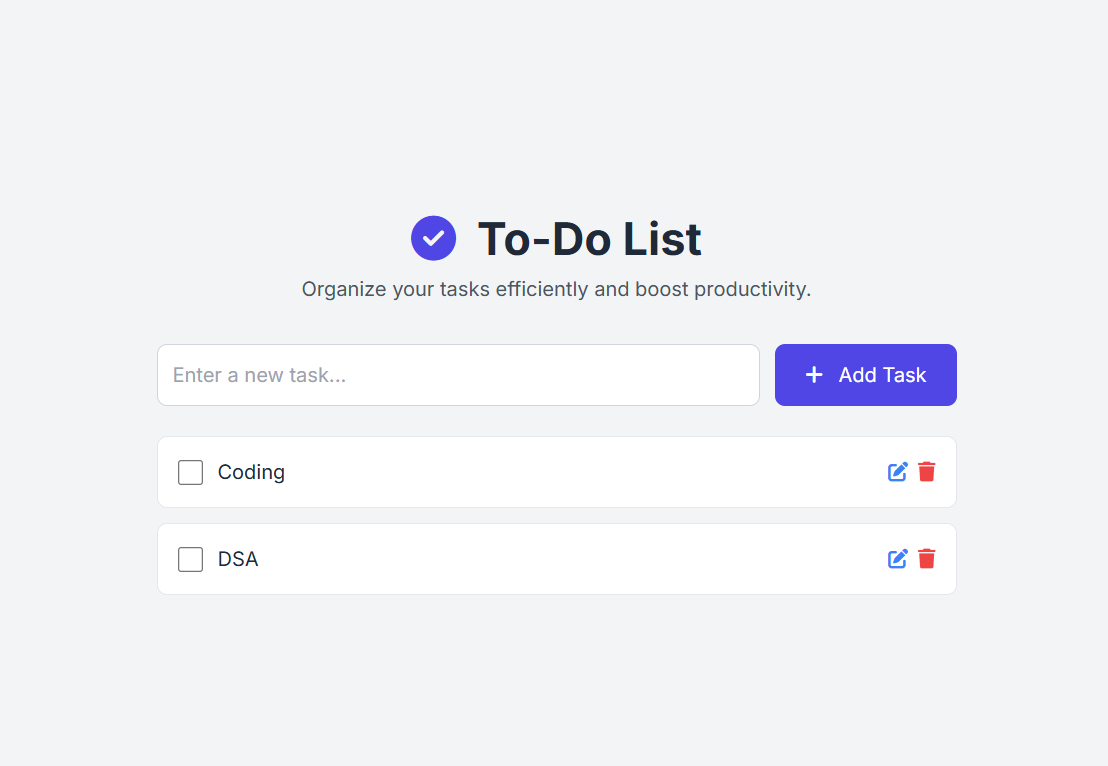 To-Do List
Organize your tasks efficiently and boost productivity.
Enter a new task...
Add Task
Coding
DSA